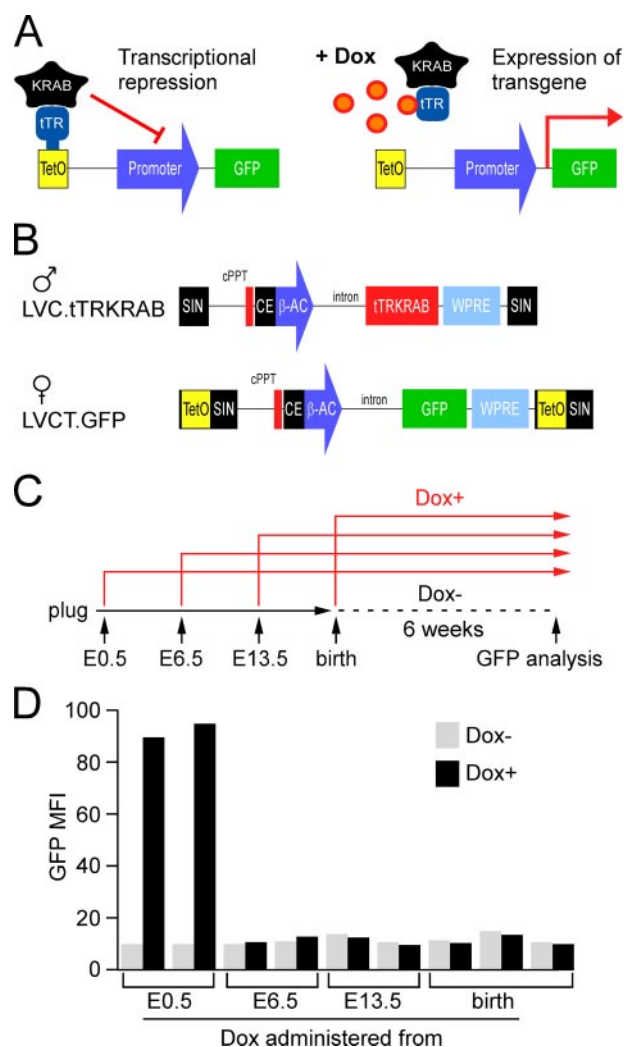 A
KRAB
tTR
TetO
Transcriptional
repression
Promoter
GFP
+ Dox
KRAB
tTR
Expression of
transgene
TetO
Promoter
GFP
B
♂
LVC.tTRKRAB
SIN
cPPT
CE
β-AC
intron
tTRKRAB
WPRE
SIN
♀
LVCT.GFP
TetO
SIN
cPPT
CE
β-AC
intron
GFP
WPRE
TetO
SIN
C
Dox+
plug
Dox-
6 weeks
E0.5
E6.5
E13.5
birth
GFP analysis
D
GFP MFI
100
80
60
40
20
0
Dox-
Dox+
E0.5
E6.5
E13.5
birth
Dox administered from